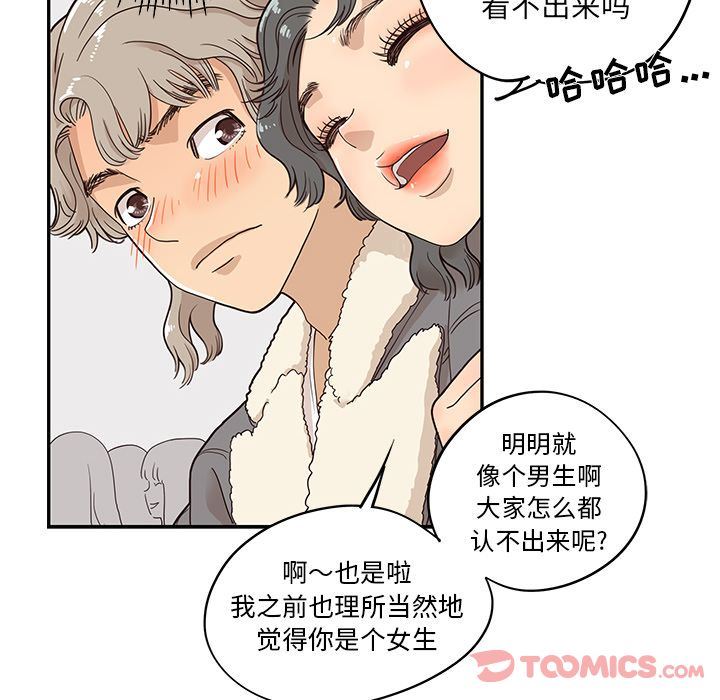 看不出来吗
哈哈哈...
明明就
像个男生啊
大家怎么都
认不出来呢?
啊～也是啦
我之前也理所当然地
觉得你是个女生
TOOMICS.com